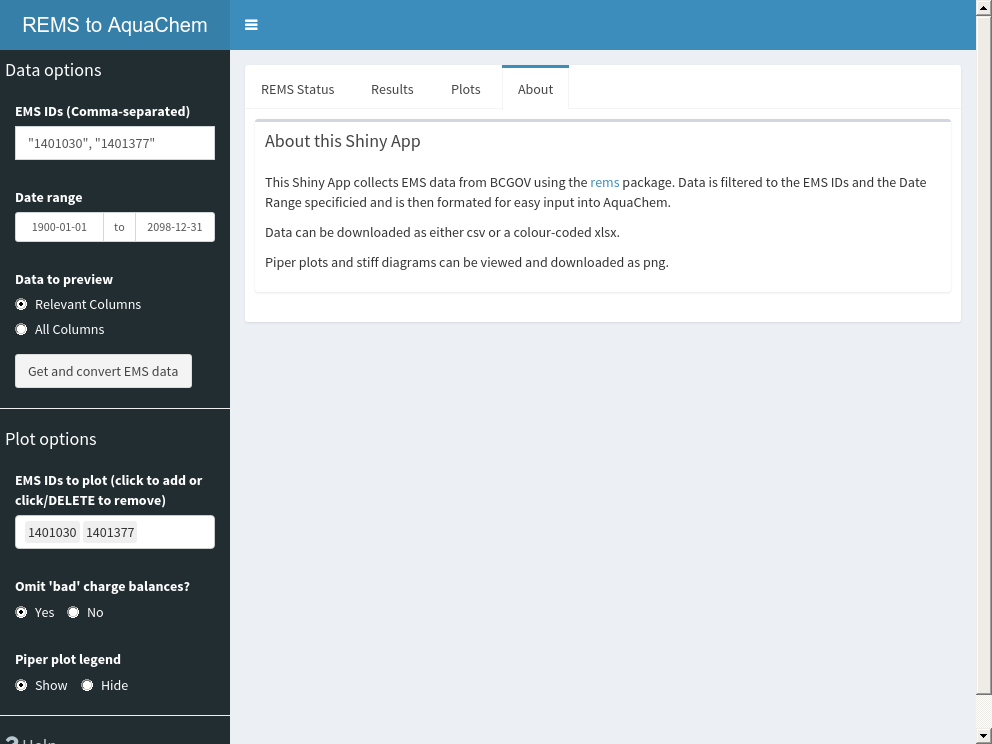 REMS to AquaChem
Data options
EMS IDs (Comma-separated)
"1401030", "1401377"
Date range
1900-01-01 to 2098-12-31
Data to preview
Relevant Columns
All Columns
Get and convert EMS data
Plot options
EMS IDs to plot (click to add or
click/DELETE to remove)
1401030 1401377
Omit 'bad' charge balances?
Yes No
Piper plot legend
Show Hide
Help
REMS Status Results Plots About
About this Shiny App
This Shiny App collects EMS data from BCGOV using the rems package. Data is filtered to the EMS IDs and the Date
Range specificied and is then formated for easy input into AquaChem.
Data can be downloaded as either csv or a colour-coded xlsx.
Piper plots and stiff diagrams can be viewed and downloaded as png.